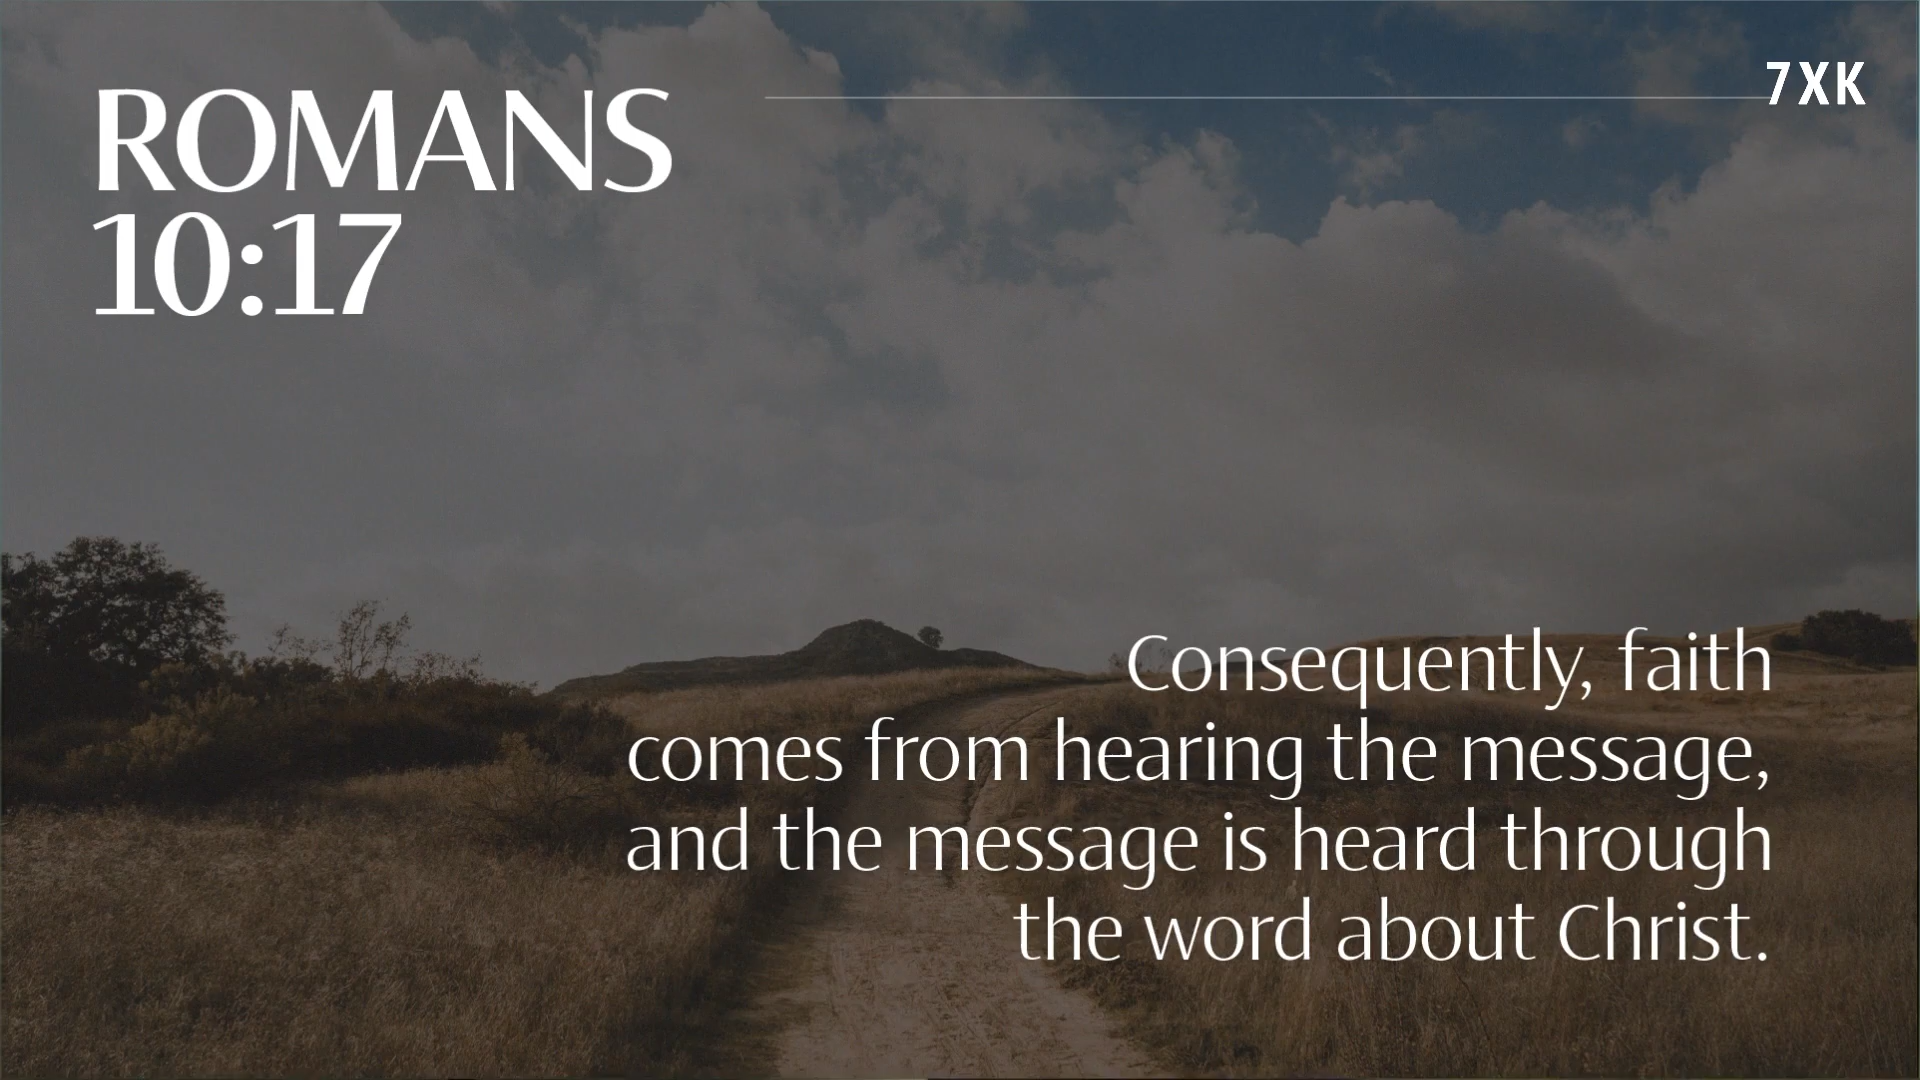 ROMANS
10:17
7XK
Consequently, faith
comes from hearing the message,
and the message is heard through
the word about Christ.